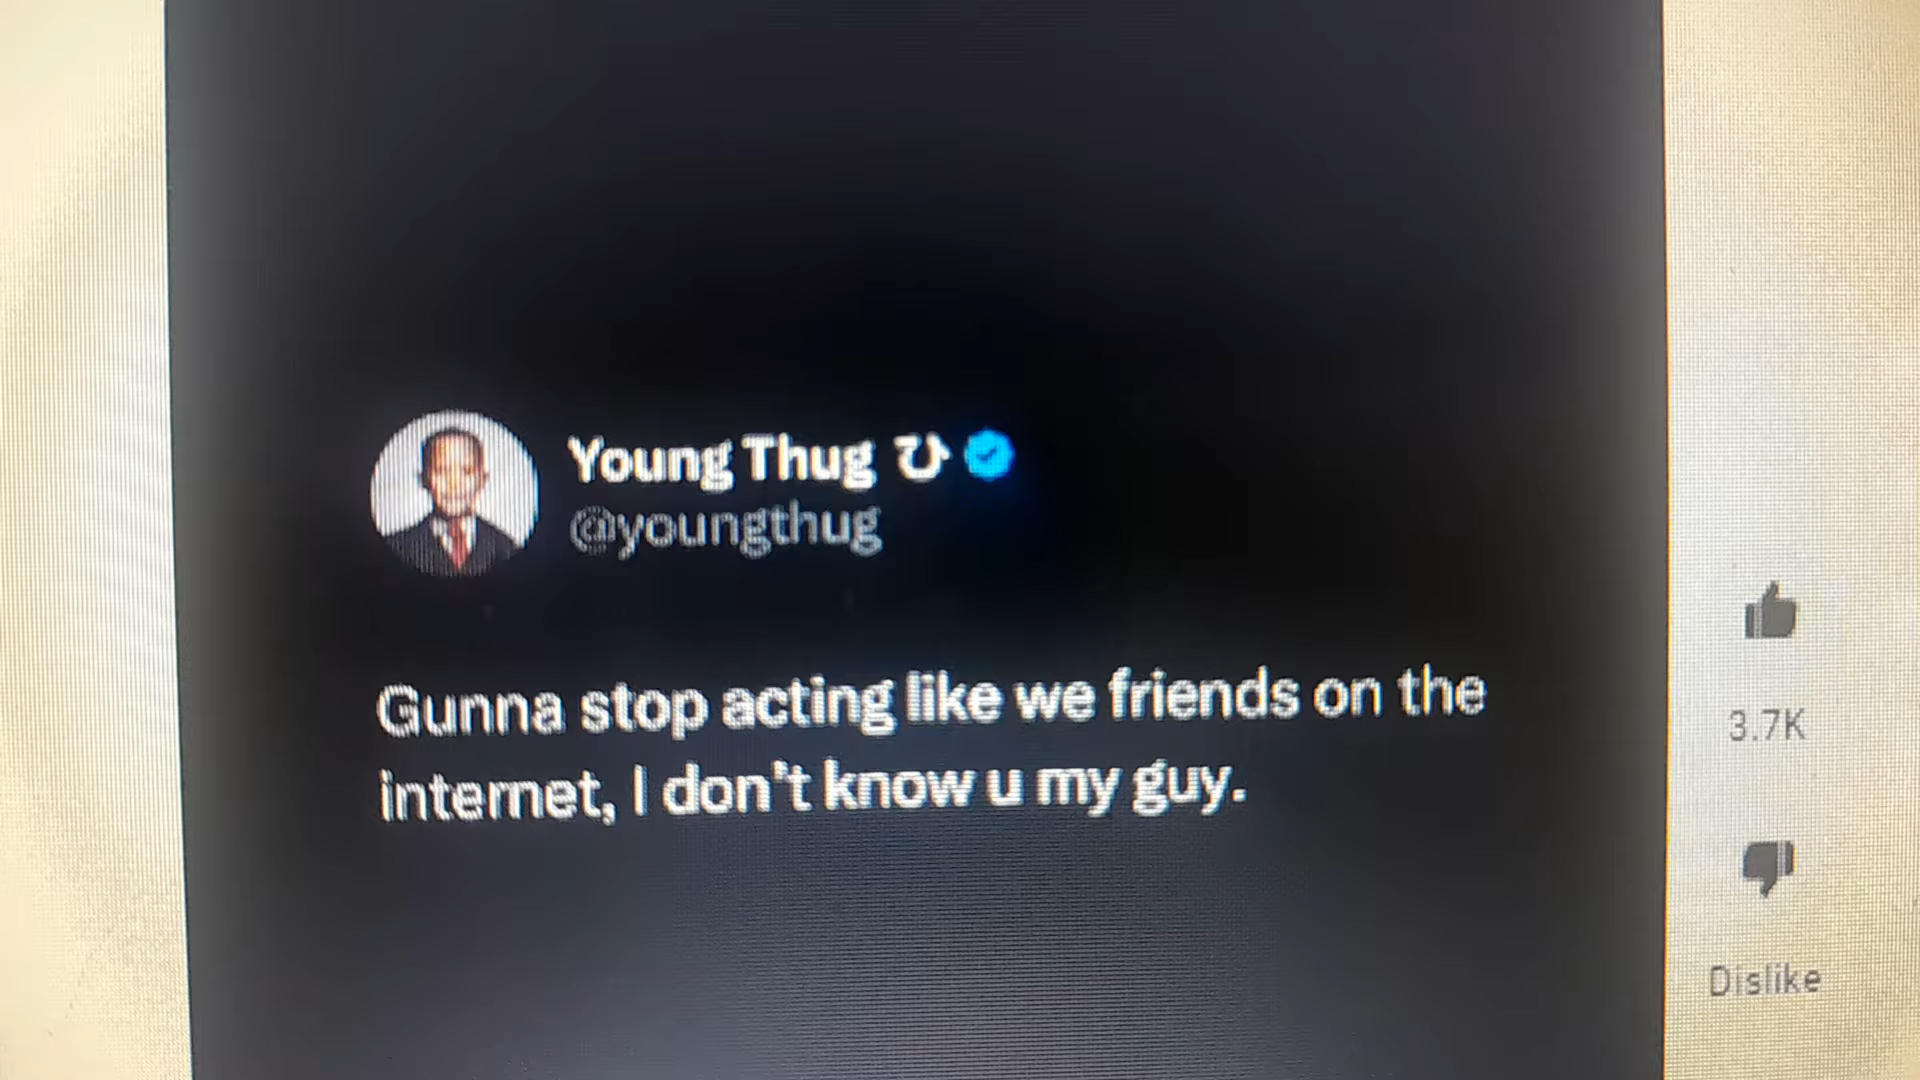 Young Thug ひ
@youngthug
Gunna stop acting like we friends on the
internet, I don't know u my guy.
3.7K
Dislike